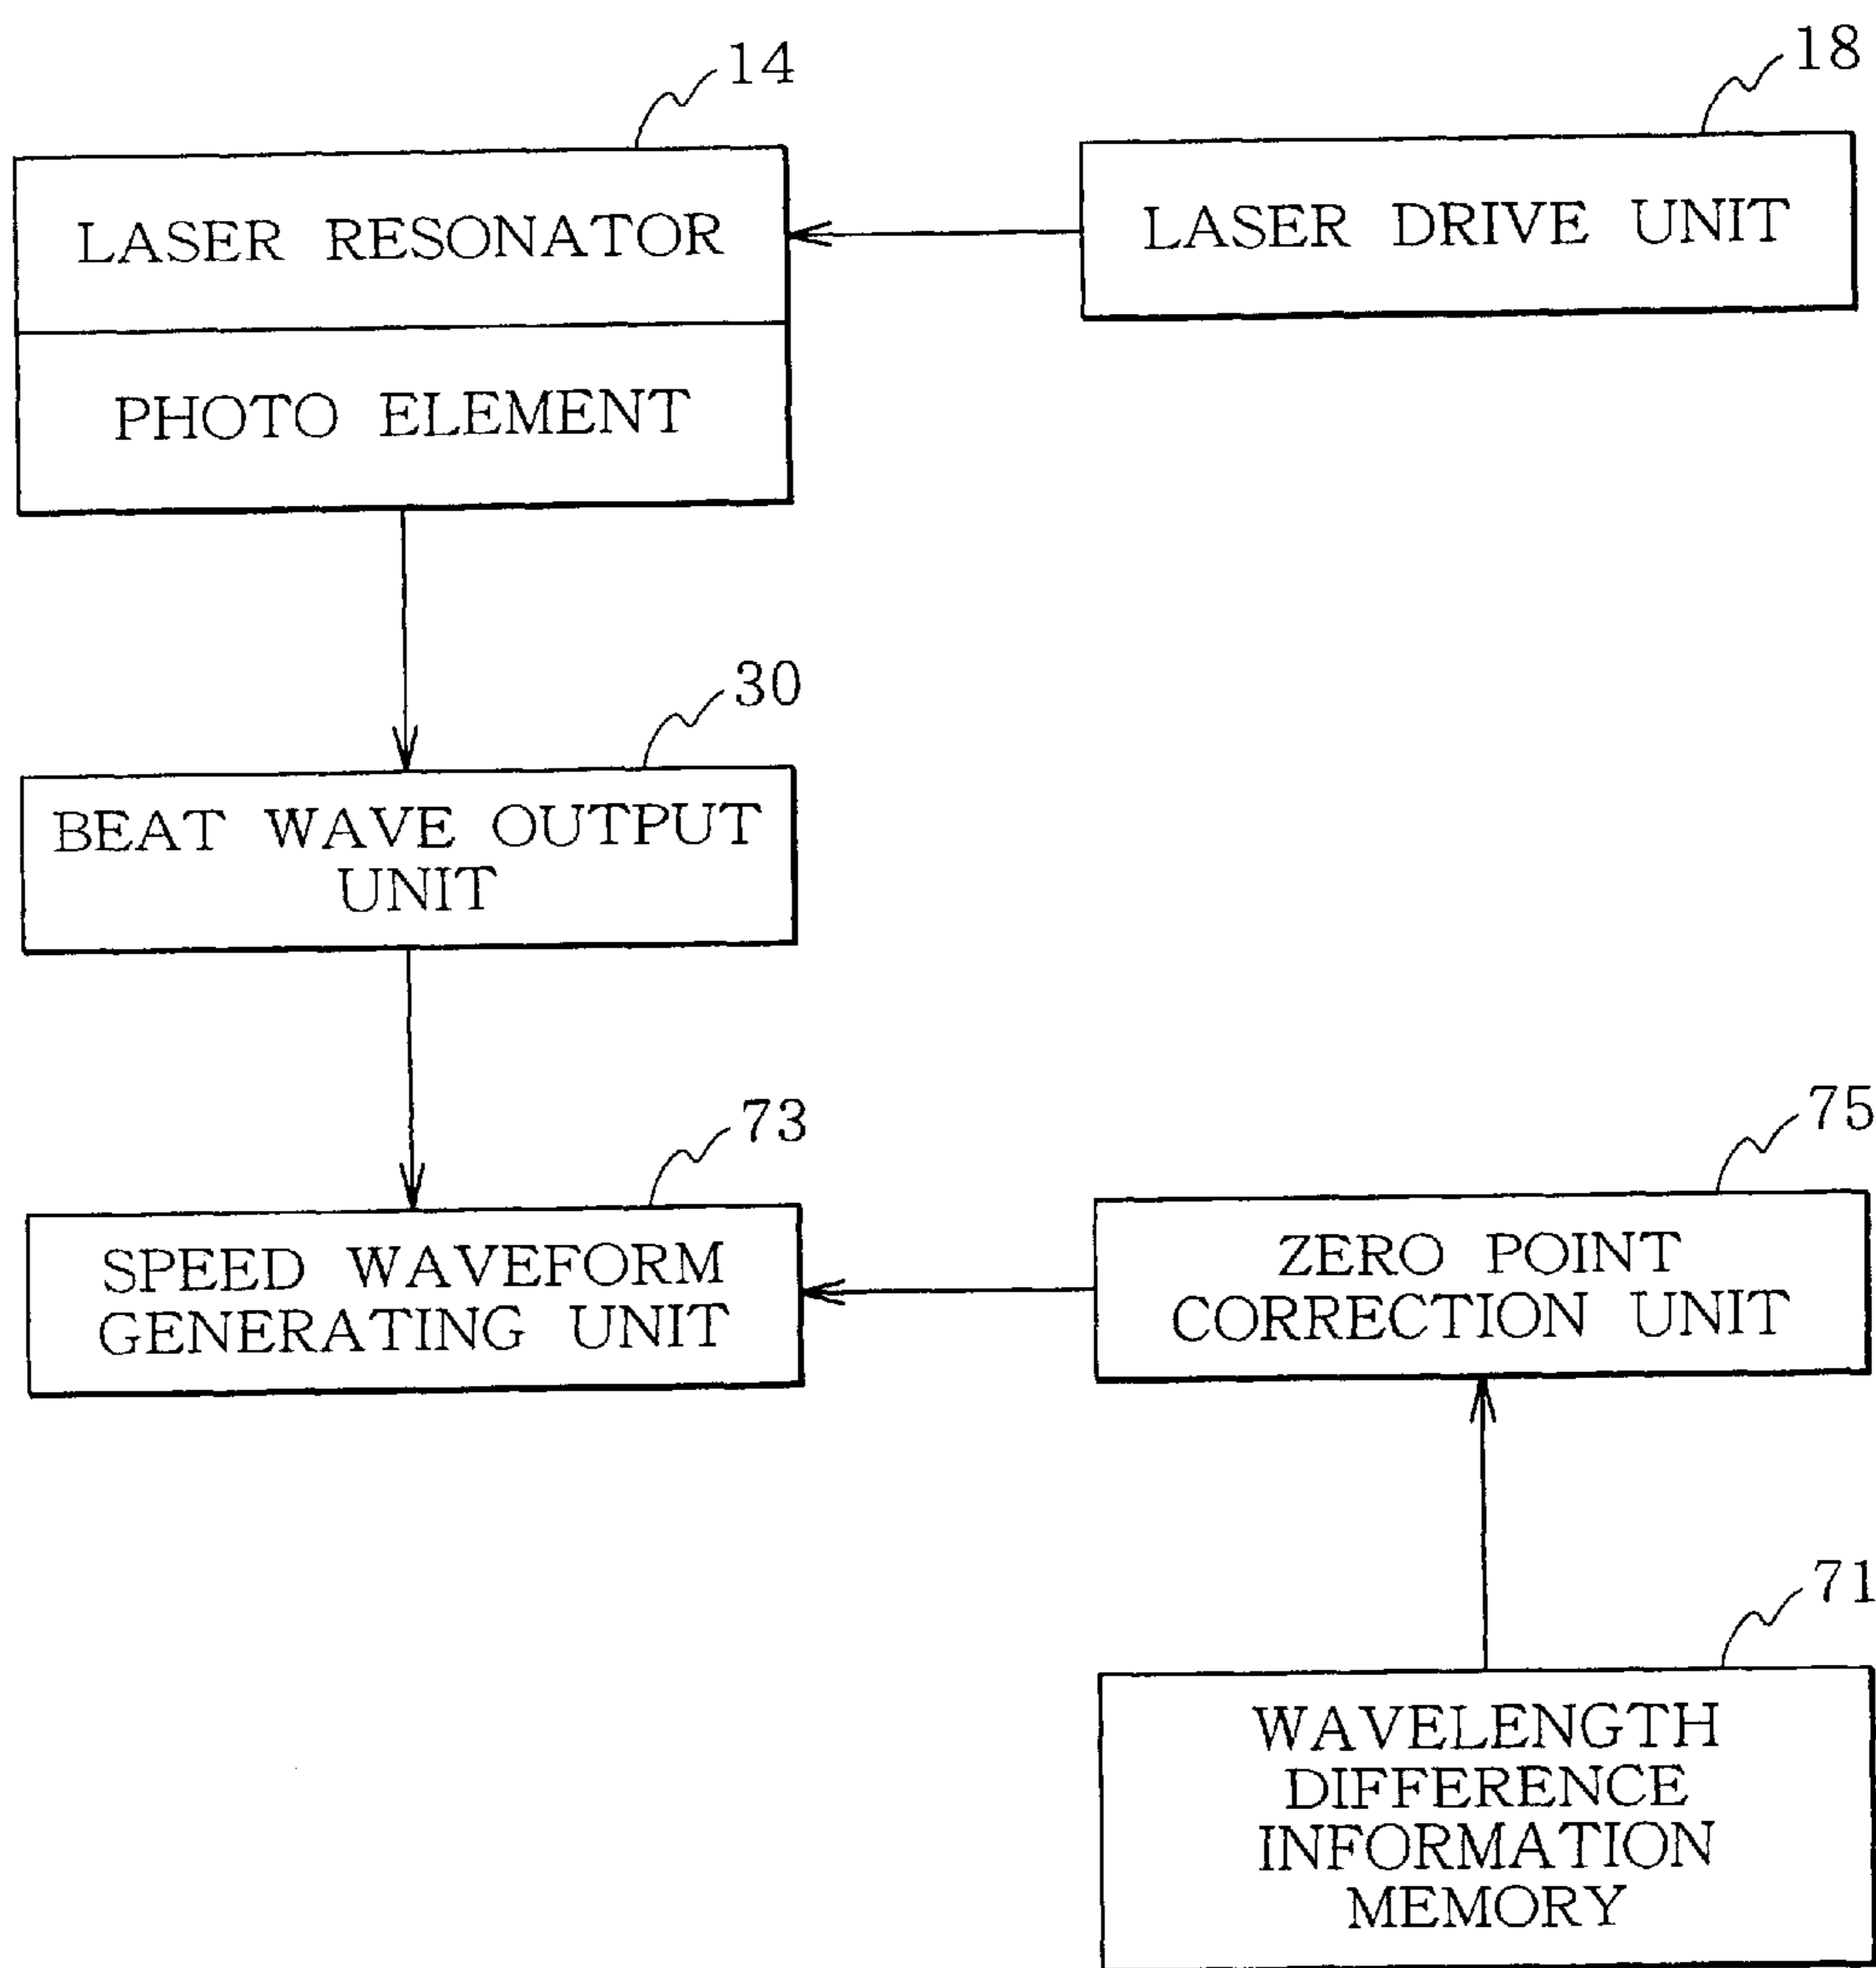 14
18
LASER RESONATOR
LASER DRIVE UNIT
PHOTO ELEMENT
30
BEAT WAVE OUTPUT
UNIT
73
75
SPEED WAVEFORM
GENERATING UNIT
ZERO POINT
CORRECTION UNIT
71
WAVELENGTH
DIFFERENCE
INFORMATION
MEMORY